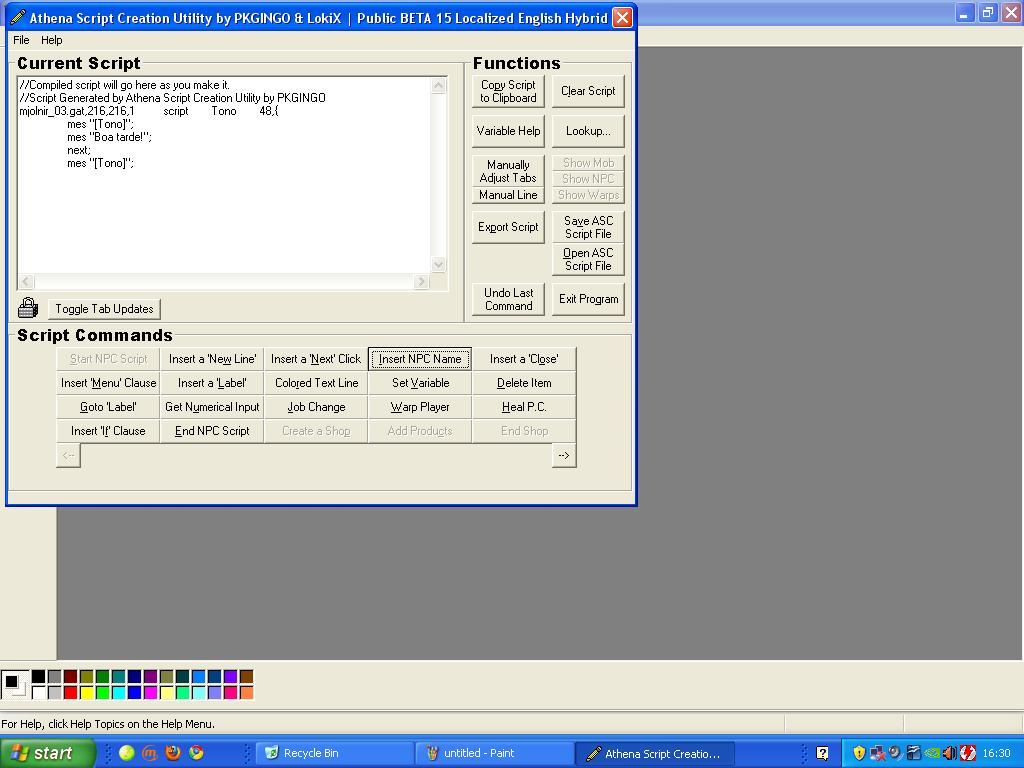 Athena Script Creation Utility by PKGINGO & LokiX | Public BETA 15 Localized English Hybrid
File Help
Current Script
//Compiled script will go here as you make it.
//Script Generated by Athena Script Creation Utility by PKGINGO
mjolnir_03.gat,216,216,1 script Tono 48,{
mes "[Tono]";
mes "Boa tarde!";
next;
mes "[Tono]";
Toggle Tab Updates
Functions
Copy Script to Clipboard
Clear Script
Variable Help
Lookup...
Manually Adjust Tabs
Manual Line
Show Mob
Show NPC
Show Warps
Export Script
Save ASC Script File
Open ASC Script File
Undo Last Command
Exit Program
Script Commands
Start NPC Script Insert a 'New Line' Insert a 'Next' Click Insert NPC Name Insert a 'Close'
Insert 'Menu' Clause Insert a 'Label' Colored Text Line Set Variable Delete Item
Goto 'Label' Get Numerical Input Job Change Warp Player Heal P.C.
Insert 'If' Clause End NPC Script Create a Shop Add Products End Shop
<-- -->
For Help, click Help Topics on the Help Menu.
start Recycle Bin untitled - Paint Athena Script Creatio... 16:30